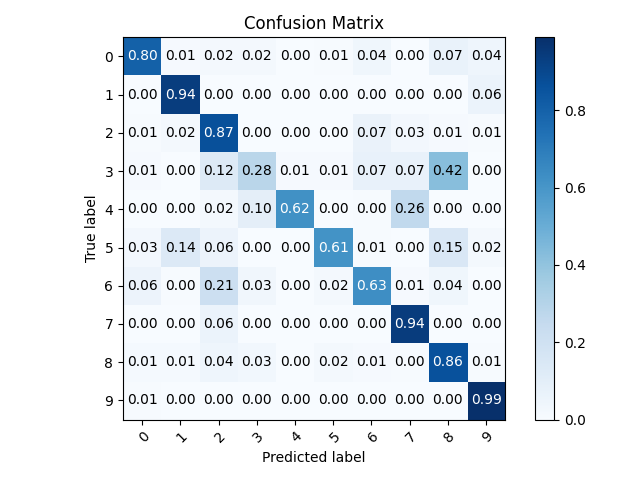 Confusion Matrix
0 0.80 0.01 0.02 0.02 0.00 0.01 0.04 0.00 0.07 0.04
1 0.00 0.94 0.00 0.00 0.00 0.00 0.00 0.00 0.00 0.06
2 0.01 0.02 0.87 0.00 0.00 0.00 0.07 0.03 0.01 0.01
3 0.01 0.00 0.12 0.28 0.01 0.01 0.07 0.07 0.42 0.00
4 0.00 0.00 0.02 0.10 0.62 0.00 0.00 0.26 0.00 0.00
5 0.03 0.14 0.06 0.00 0.00 0.61 0.01 0.00 0.15 0.02
6 0.06 0.00 0.21 0.03 0.00 0.02 0.63 0.01 0.04 0.00
7 0.00 0.00 0.06 0.00 0.00 0.00 0.00 0.94 0.00 0.00
8 0.01 0.01 0.04 0.03 0.00 0.02 0.01 0.00 0.86 0.01
9 0.01 0.00 0.00 0.00 0.00 0.00 0.00 0.00 0.00 0.99
0 1 2 3 4 5 6 7 8 9
True label
Predicted label
0.8
0.6
0.4
0.2
0.0